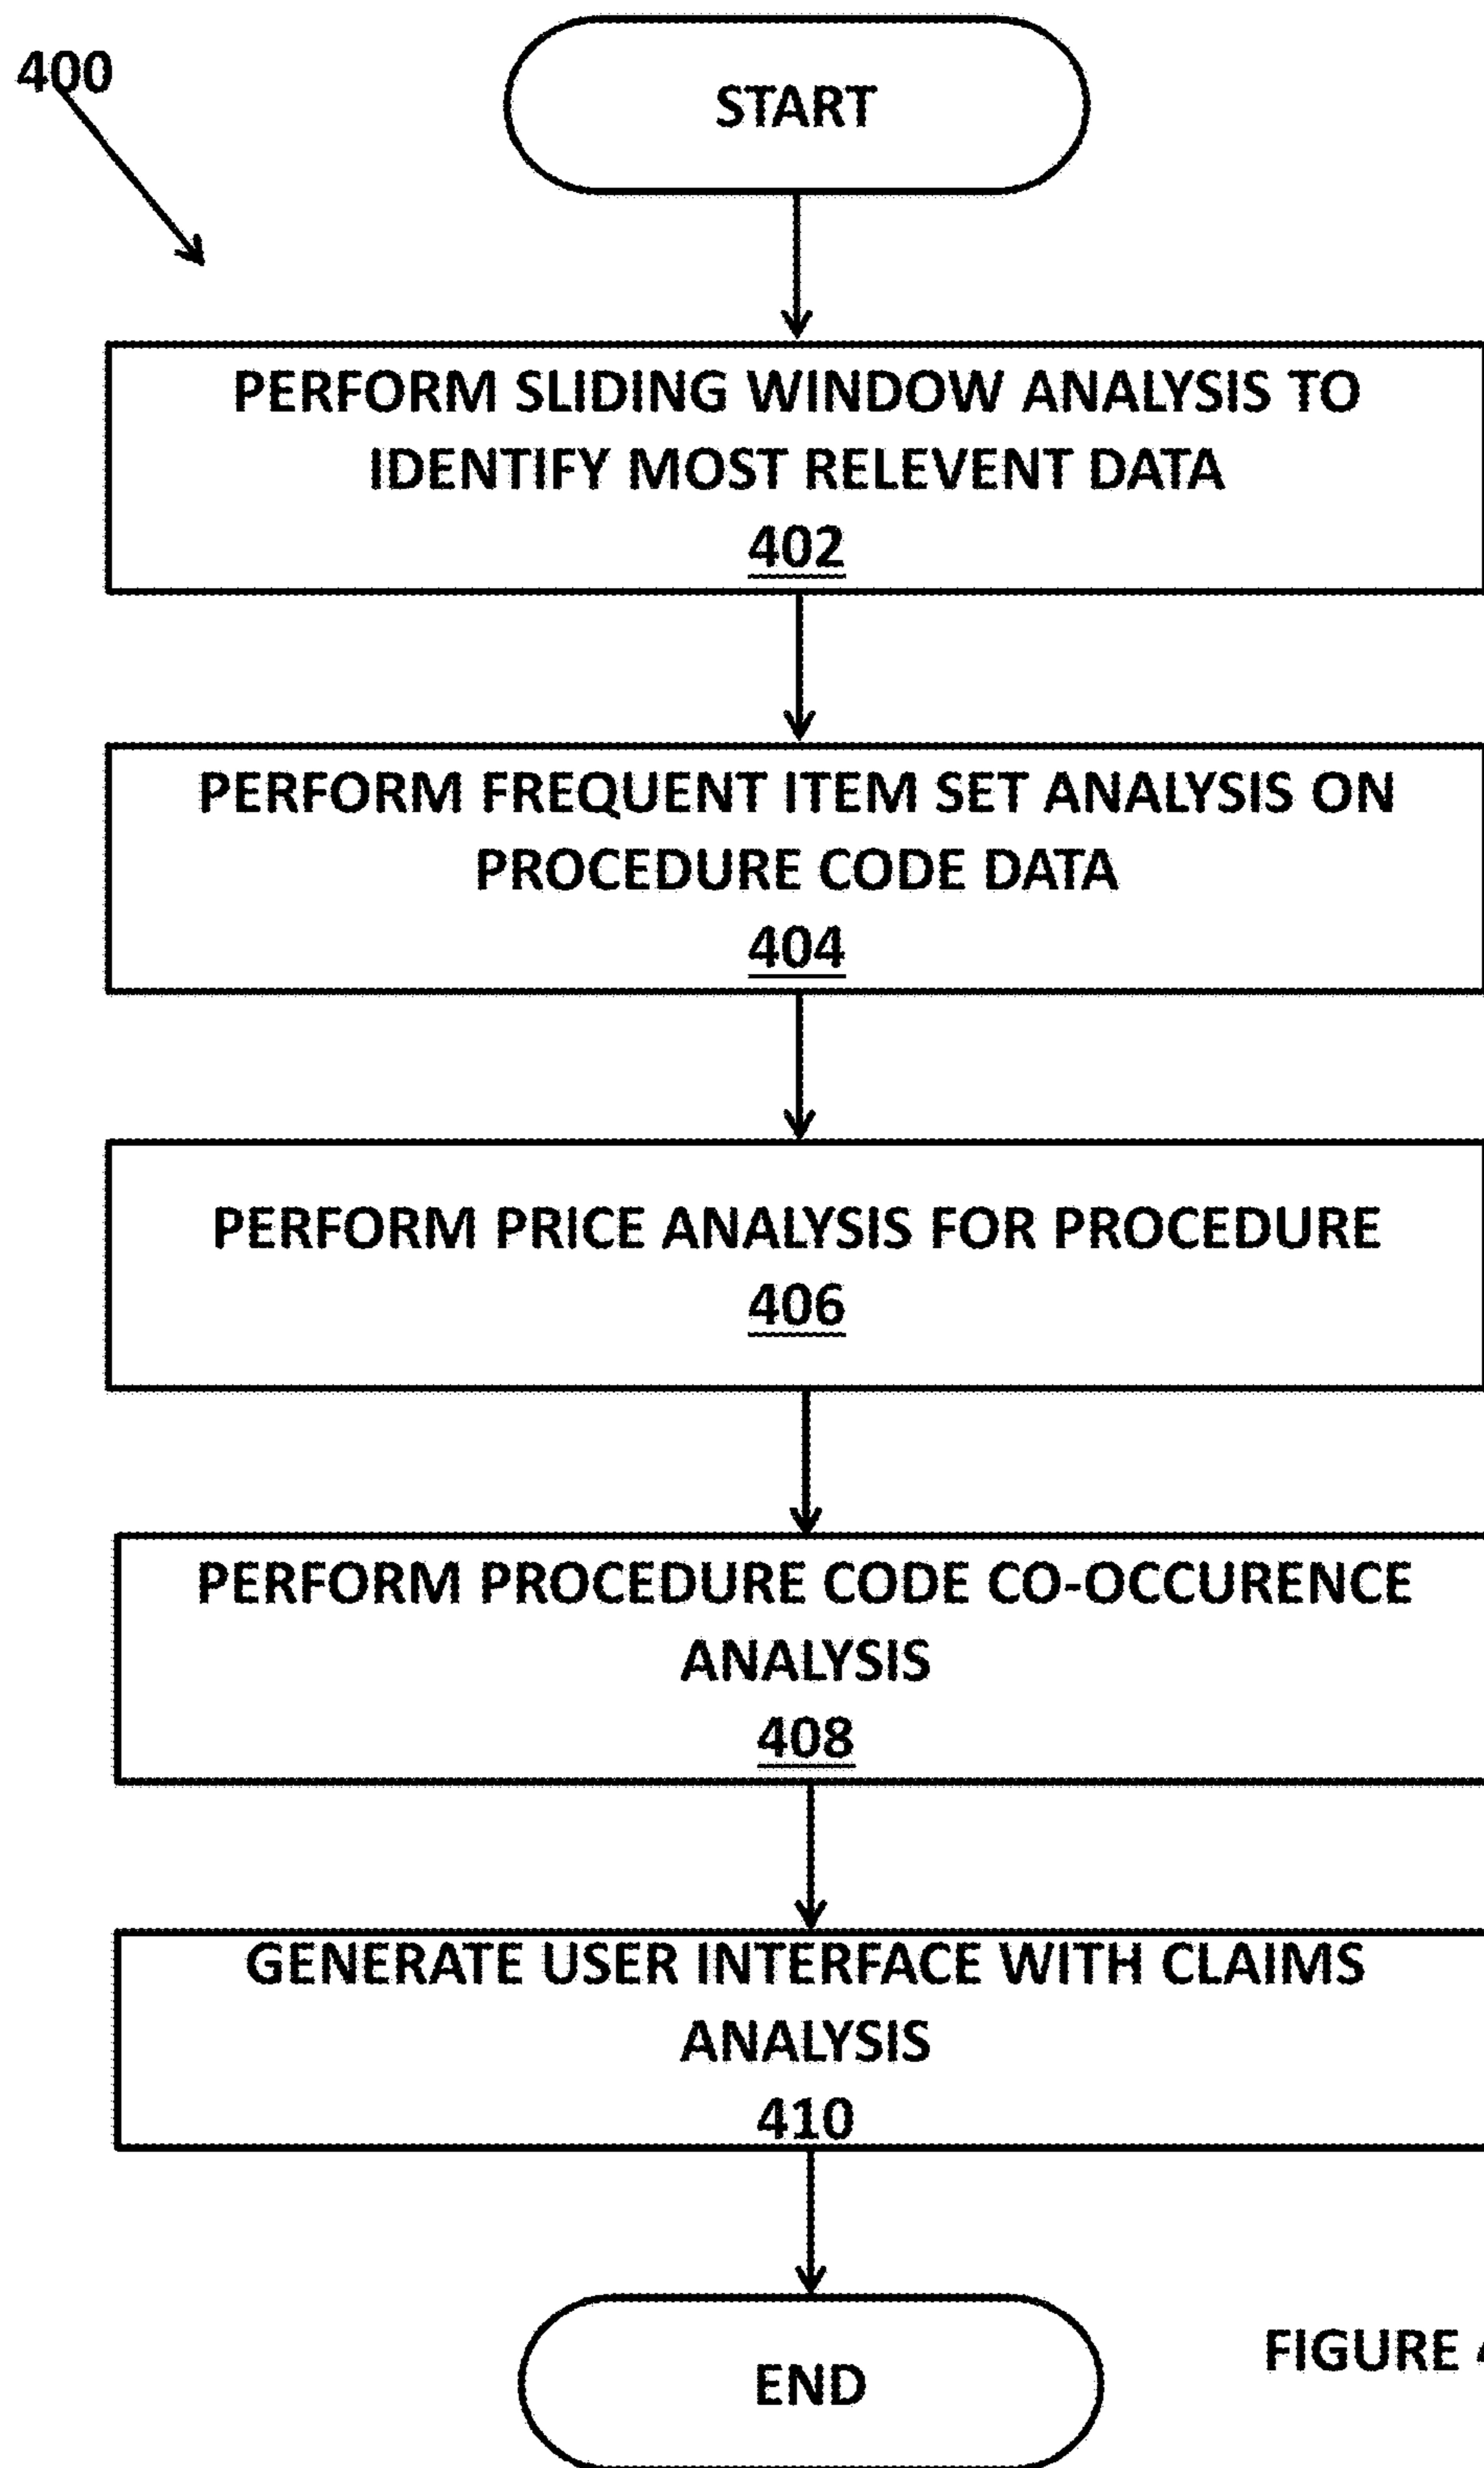 400
START
PERFORM SLIDING WINDOW ANALYSIS TO
IDENTIFY MOST RELEVENT DATA
402
PERFORM FREQUENT ITEM SET ANALYSIS ON
PROCEDURE CODE DATA
404
PERFORM PRICE ANALYSIS FOR PROCEDURE
406
PERFORM PROCEDURE CODE CO-OCCURENCE
ANALYSIS
408
GENERATE USER INTERFACE WITH CLAIMS
ANALYSIS
410
END
FIGURE 4